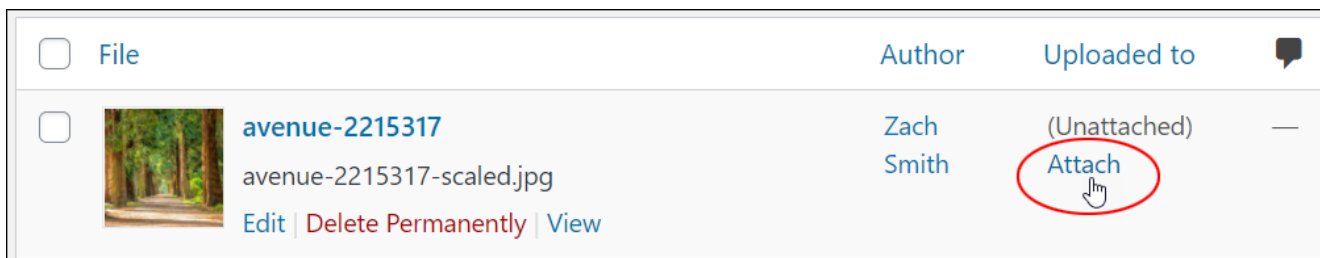 File Author Uploaded to
avenue-2215317 Zach (Unattached) —
avenue-2215317-scaled.jpg Smith Attach
Edit | Delete Permanently | View